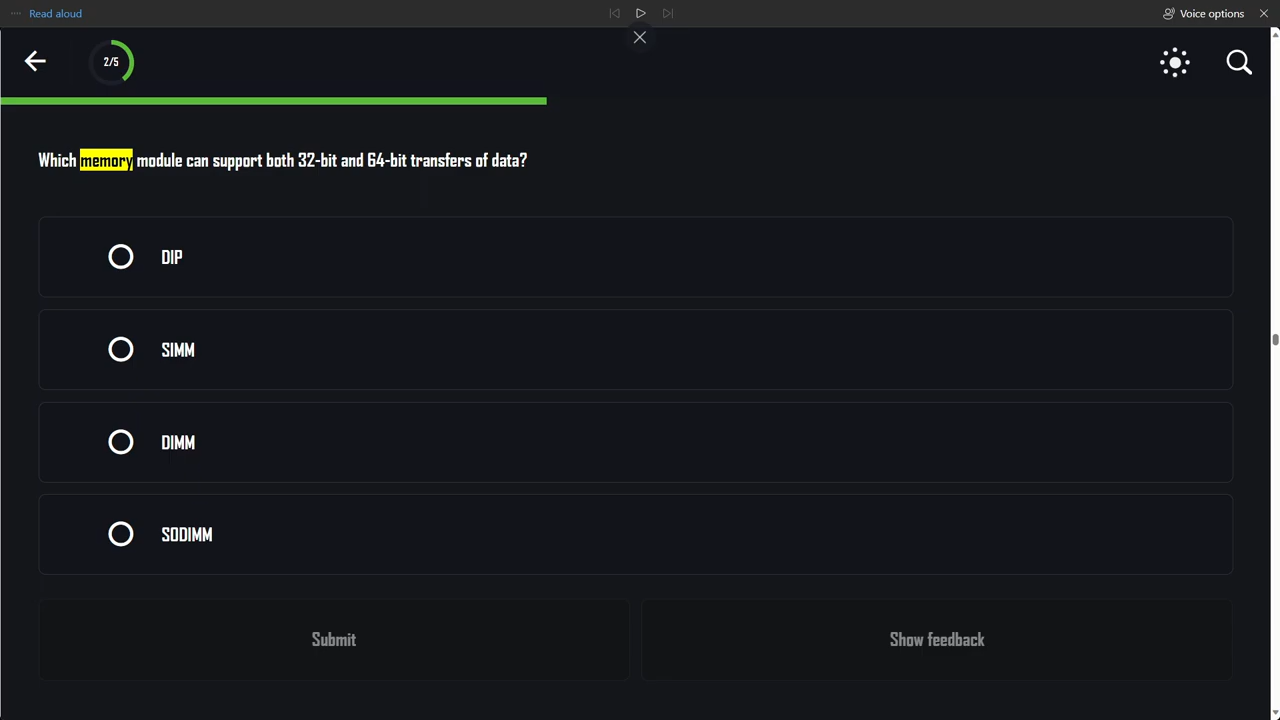 Read aloud
Voice options
2/5
Which memory module can support both 32-bit and 64-bit transfers of data?
DIP
SIMM
DIMM
SODIMM
Submit
Show feedback